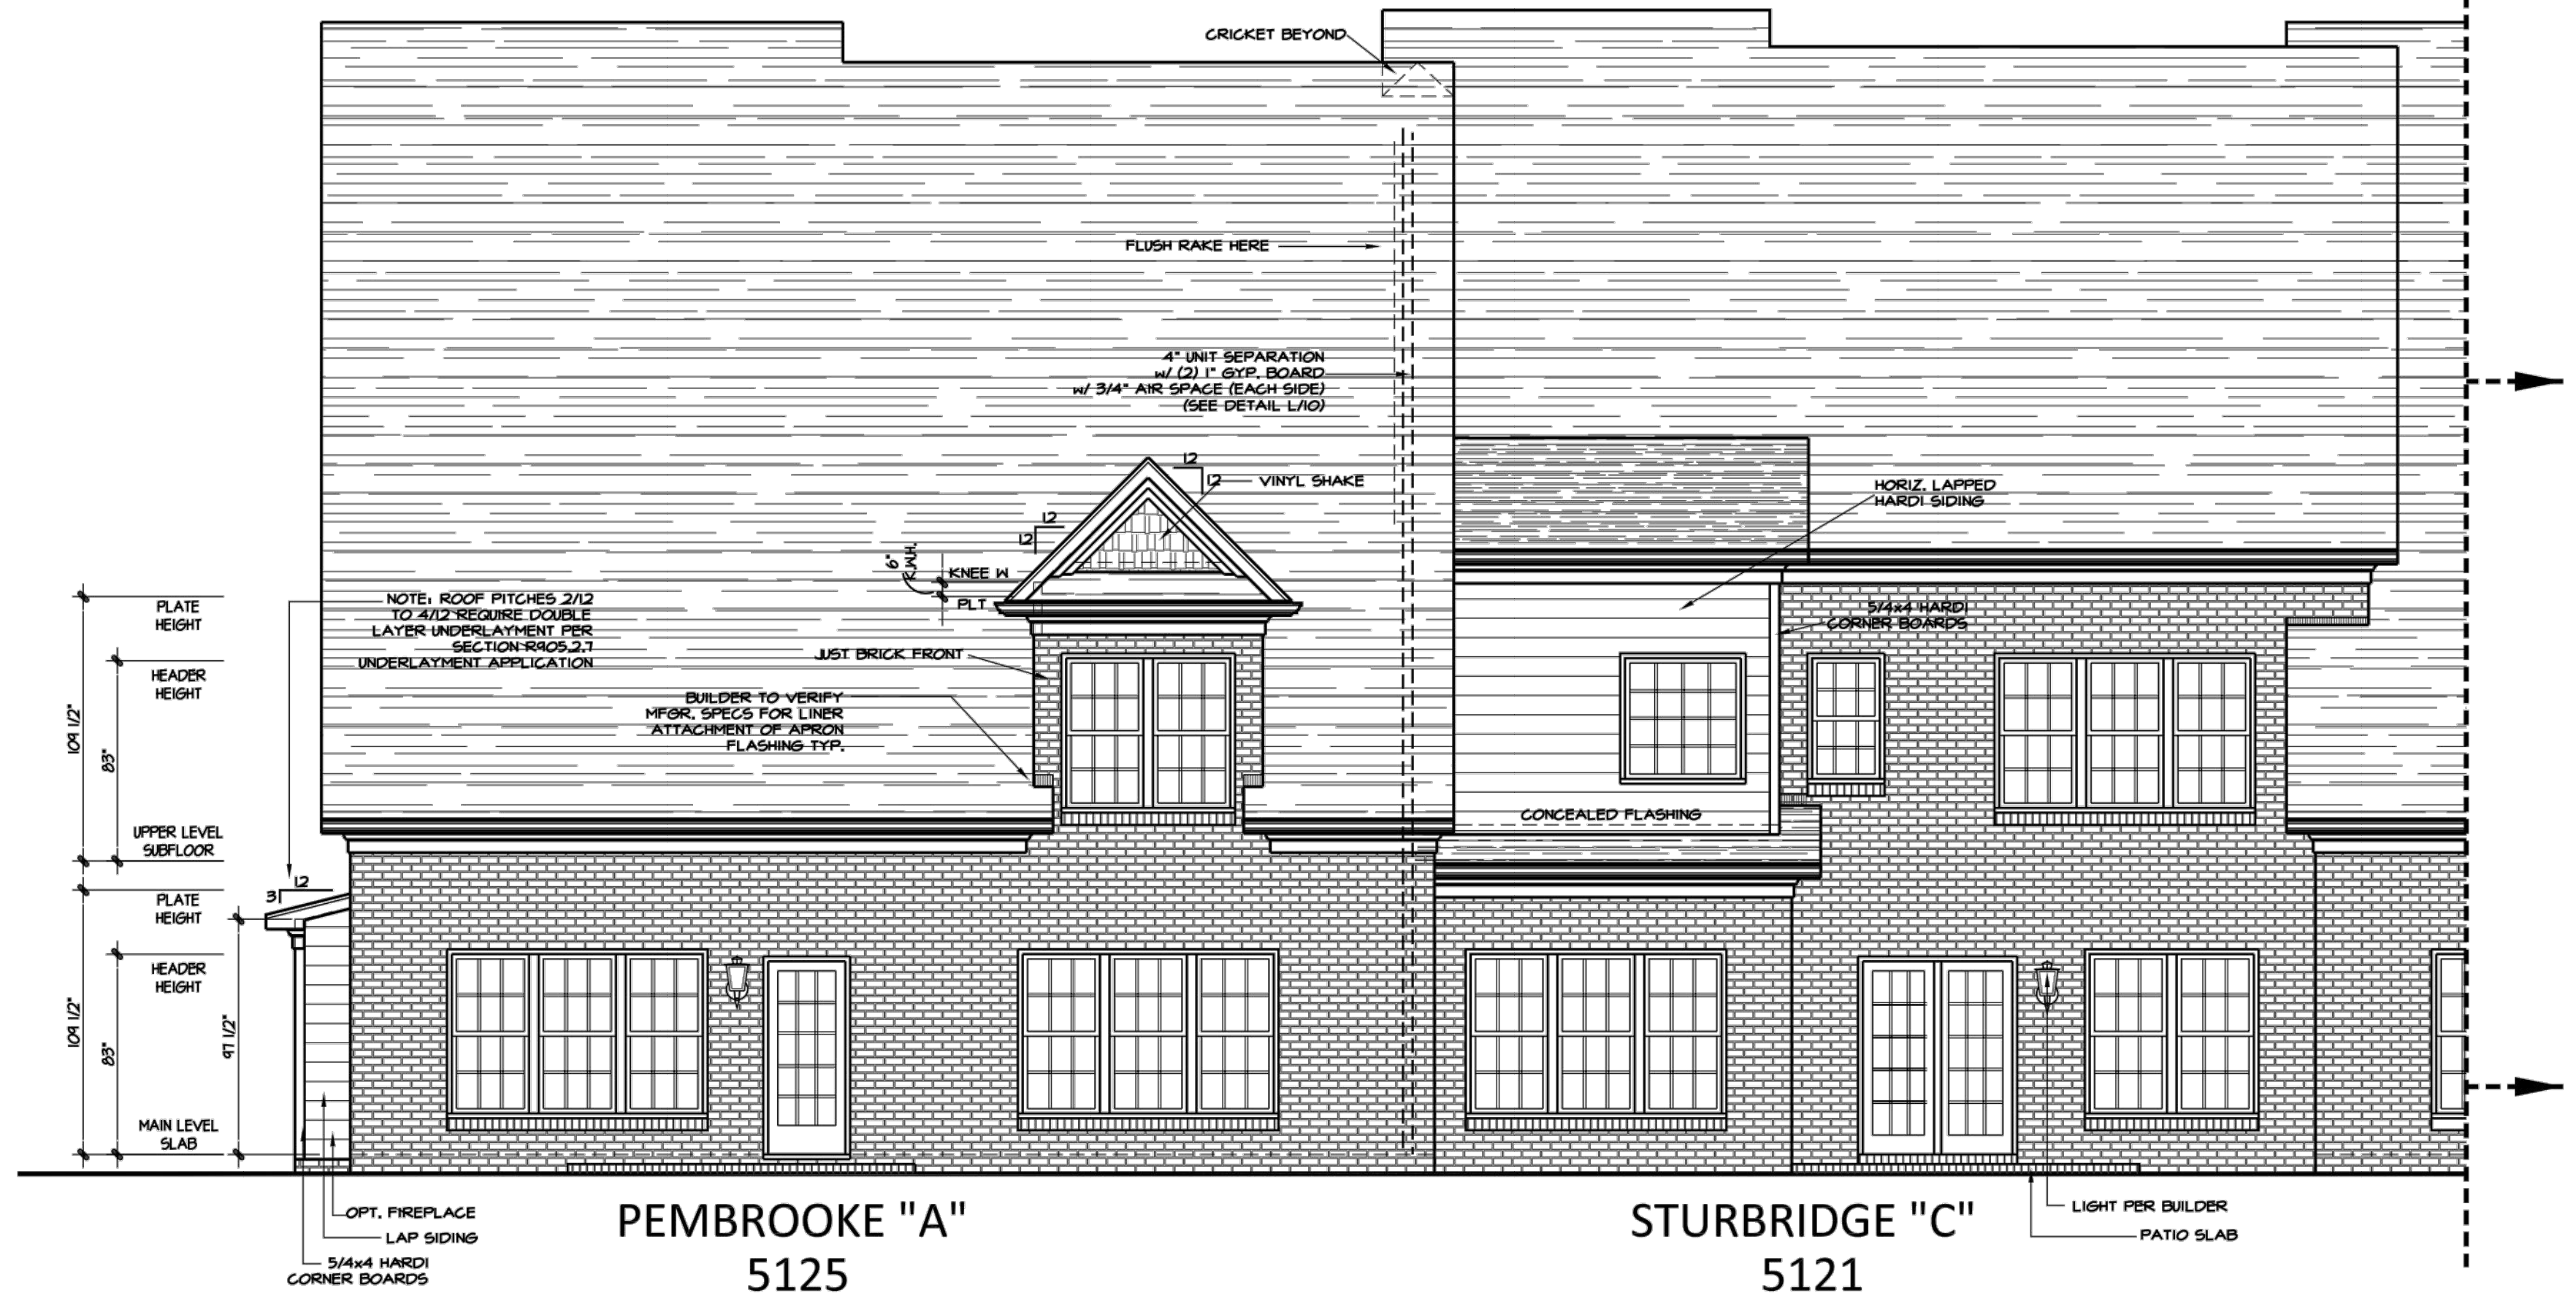 CRICKET BEYOND
FLUSH RAKE HERE
4" UNIT SEPARATION
w/ (2) 1" GYP. BOARD
w/ 3/4" AIR SPACE (EACH SIDE)
(SEE DETAIL L/10)
12
12
VINYL SHAKE
12
12
6"
K.W.H.
KNEE W
PLT
HORIZ. LAPPED
HARDI SIDING
5/4x4 HARDI
CORNER BOARDS
NOTE: ROOF PITCHES 2/12
TO 4/12 REQUIRE DOUBLE
LAYER UNDERLAYMENT PER
SECTION R905.2.7
UNDERLAYMENT APPLICATION
JUST BRICK FRONT
BUILDER TO VERIFY
MFGR. SPECS FOR LINER
ATTACHMENT OF APRON
FLASHING TYP.
CONCEALED FLASHING
PLATE
HEIGHT
HEADER
HEIGHT
109 1/2"
83"
UPPER LEVEL
SUBFLOOR
12
3
PLATE
HEIGHT
HEADER
HEIGHT
109 1/2"
83"
97 1/2"
MAIN LEVEL
SLAB
OPT. FIREPLACE
LAP SIDING
5/4x4 HARDI
CORNER BOARDS
PEMBROOKE "A"
5125
STURBRIDGE "C"
5121
LIGHT PER BUILDER
PATIO SLAB